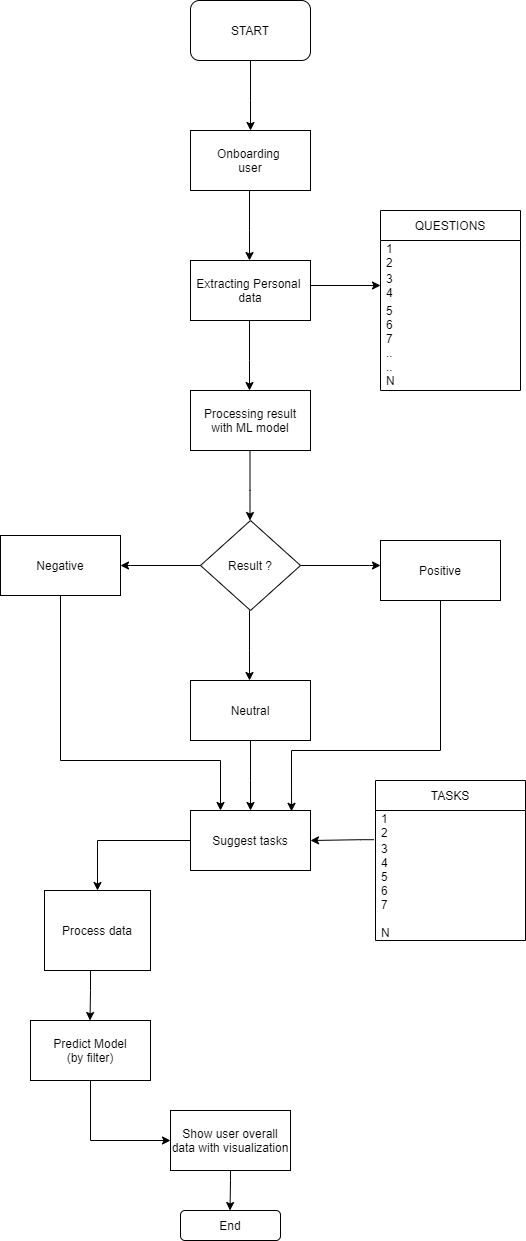 START
Onboarding
user
Extracting Personal
data
QUESTIONS
1
2
3
4
5
6
7
..
..
N
Processing result
with ML model
Result ?
Negative
Positive
Neutral
Suggest tasks
TASKS
1
2
3
4
5
6
7
N
Process data
Predict Model
(by filter)
Show user overall
data with visualization
End